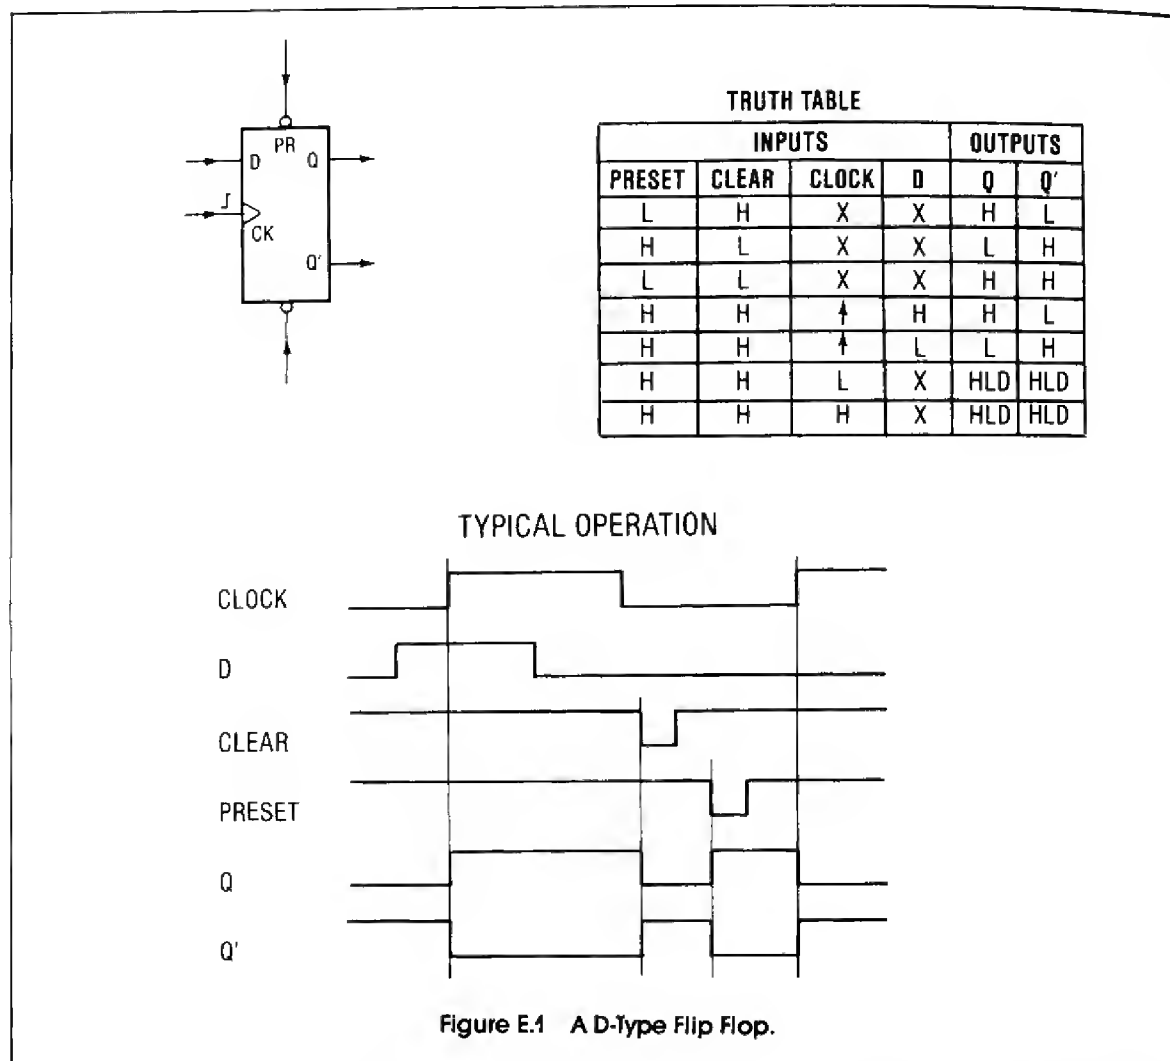 PR
D Q
CK
Q'
TRUTH TABLE
INPUTS OUTPUTS
PRESET CLEAR CLOCK D Q Q'
L H X X H L
H L X X L H
L L X X H H
H H ↑ H H L
H H ↑ L L H
H H L X HLD HLD
H H H X HLD HLD
TYPICAL OPERATION
CLOCK
D
CLEAR
PRESET
Q
Q'
Figure E.1 A D-Type Flip Flop.